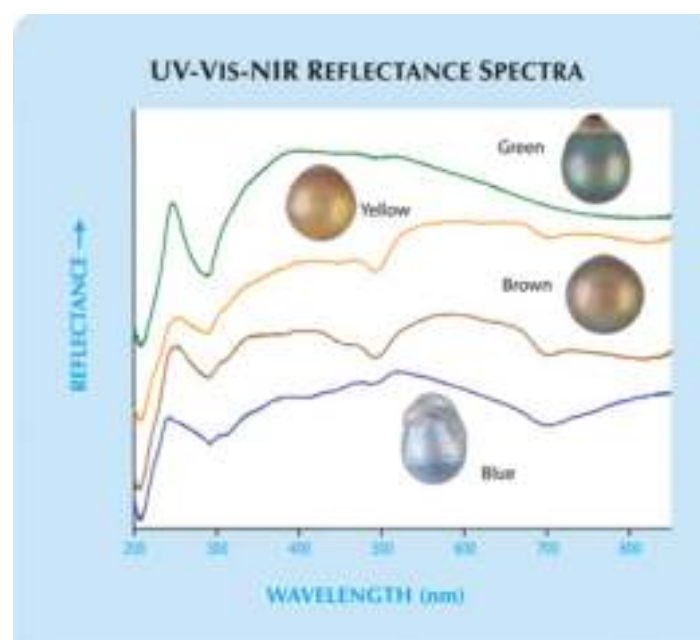 UV-VIS-NIR REFLECTANCE SPECTRA
Green
Yellow
Brown
Blue
REFLECTANCE →
200 300 400 500 600 700 800
WAVELENGTH (nm)